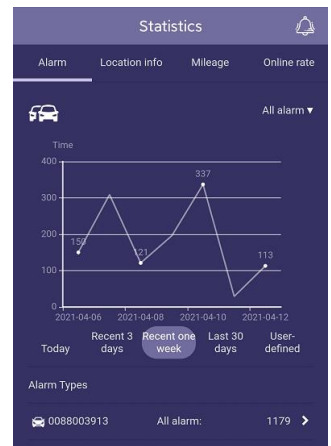 Statistics
Alarm Location info Mileage Online rate
All alarm ▾
Time
400
337
300
200
150
121
113
100
0
2021-04-06 2021-04-08 2021-04-10 2021-04-12
Today Recent 3 days Recent one week Last 30 days User-defined
Alarm Types
0088003913 All alarm: 1179 >